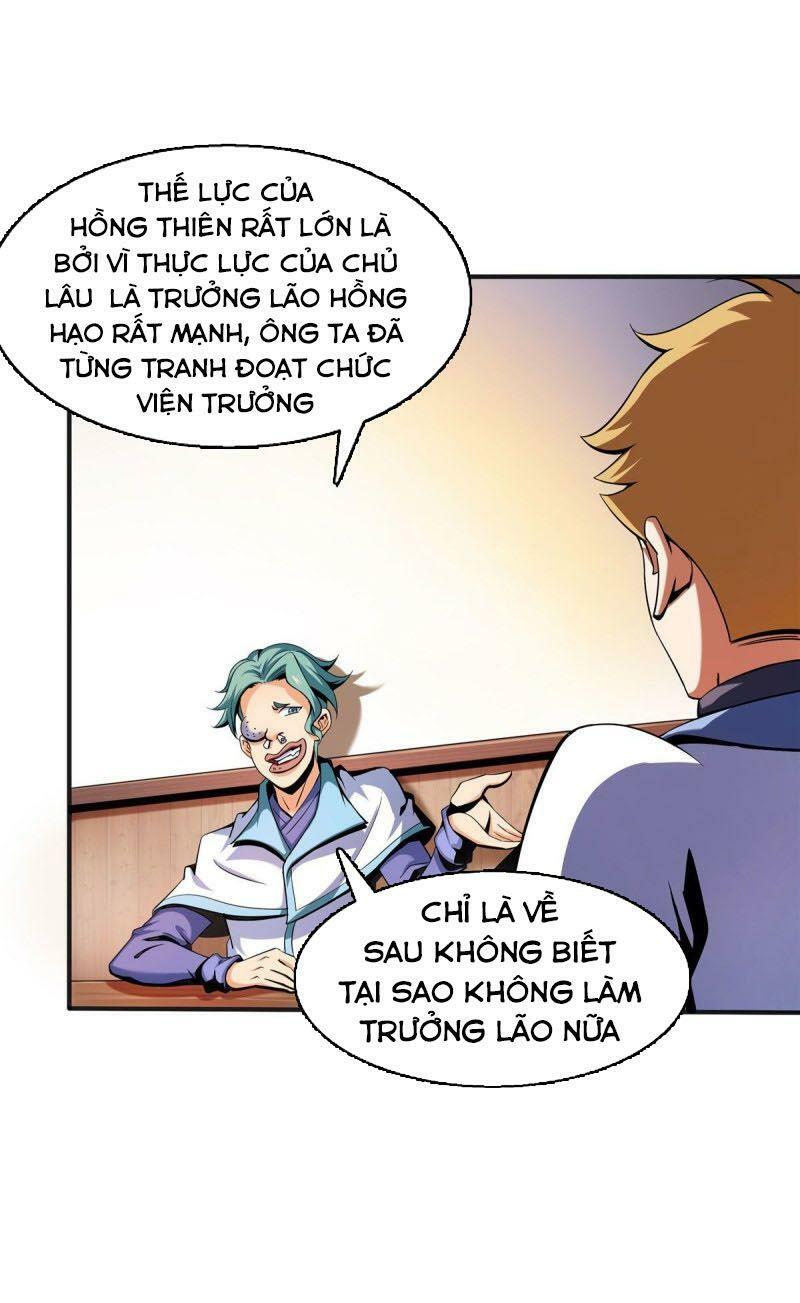 THẾ LỰC CỦA
HỒNG THIÊN RẤT LỚN LÀ
BỞI VÌ THỰC LỰC CỦA CHỦ
LÂU LÀ TRƯỞNG LÃO HỒNG
HẠO RẤT MẠNH, ÔNG TA ĐÃ
TỪNG TRANH ĐOẠT CHỨC
VIỆN TRƯỞNG
CHỈ LÀ VỀ
SAU KHÔNG BIẾT
TẠI SAO KHÔNG LÀM
TRƯỞNG LÃO NỮA